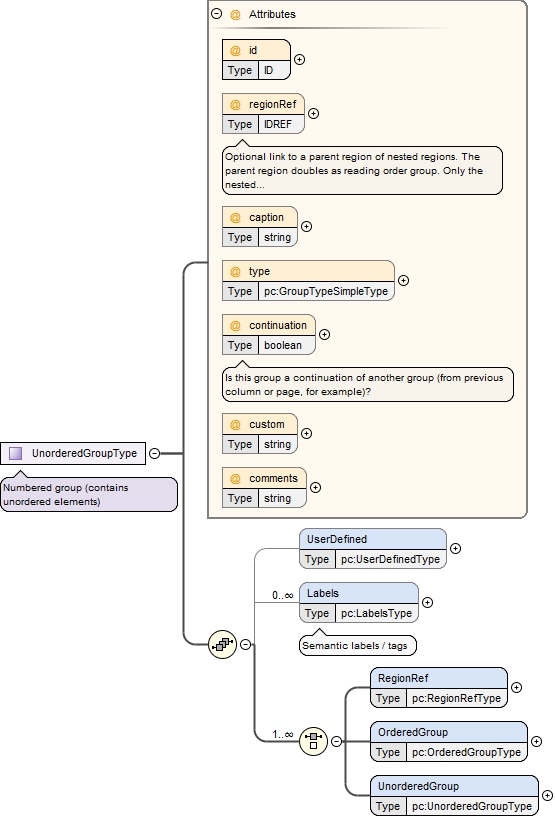 @ Attributes
@ id
Type ID
@ regionRef
Type IDREF
Optional link to a parent region of nested regions. The
parent region doubles as reading order group. Only the
nested...
@ caption
Type string
@ type
Type pc:GroupTypeSimpleType
@ continuation
Type boolean
Is this group a continuation of another group (from previous
column or page, for example)?
@ custom
Type string
@ comments
Type string
UnorderedGroupType
Numbered group (contains
unordered elements)
UserDefined
Type pc:UserDefinedType
0..∞
Labels
Type pc:LabelsType
Semantic labels / tags
1..∞
RegionRef
Type pc:RegionRefType
OrderedGroup
Type pc:OrderedGroupType
UnorderedGroup
Type pc:UnorderedGroupType